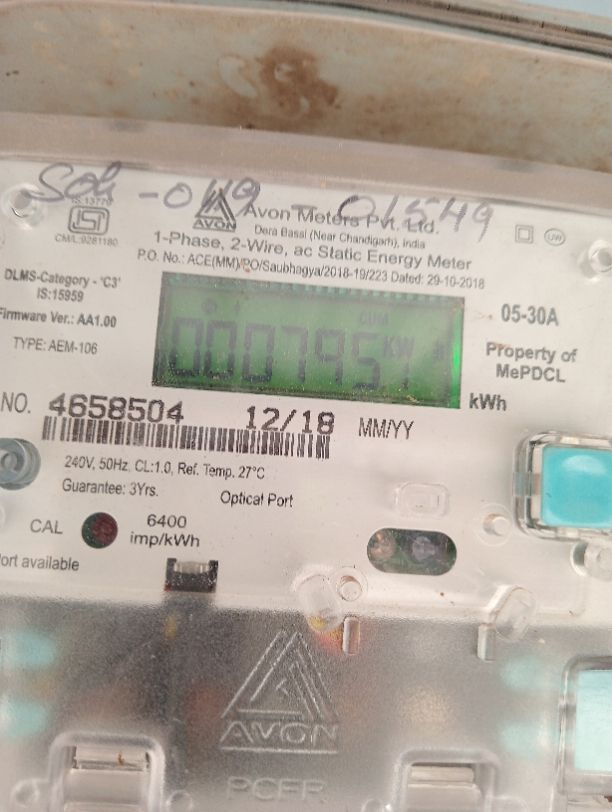 IS:13779
CM/L:9281180
AVON
Avon Meters Pvt. Ltd.
Dera Bassi (Near Chandigarh), India
1-Phase, 2-Wire, ac Static Energy Meter
P.O. No.: ACE(MM)/PO/Saubhagya/2018-19/223 Dated: 29-10-2018
DLMS-Category - 'C3'
IS:15959
Firmware Ver.: AA1.00
TYPE: AEM-106
CUM
KW
05-30A
Property of
MePDCL
kWh
NO. 4658504 12/18 MM/YY
240V, 50Hz, CL:1.0, Ref. Temp. 27°C
Guarantee: 3Yrs.
Optical Port
CAL
6400
imp/kWh
ort available
AVON